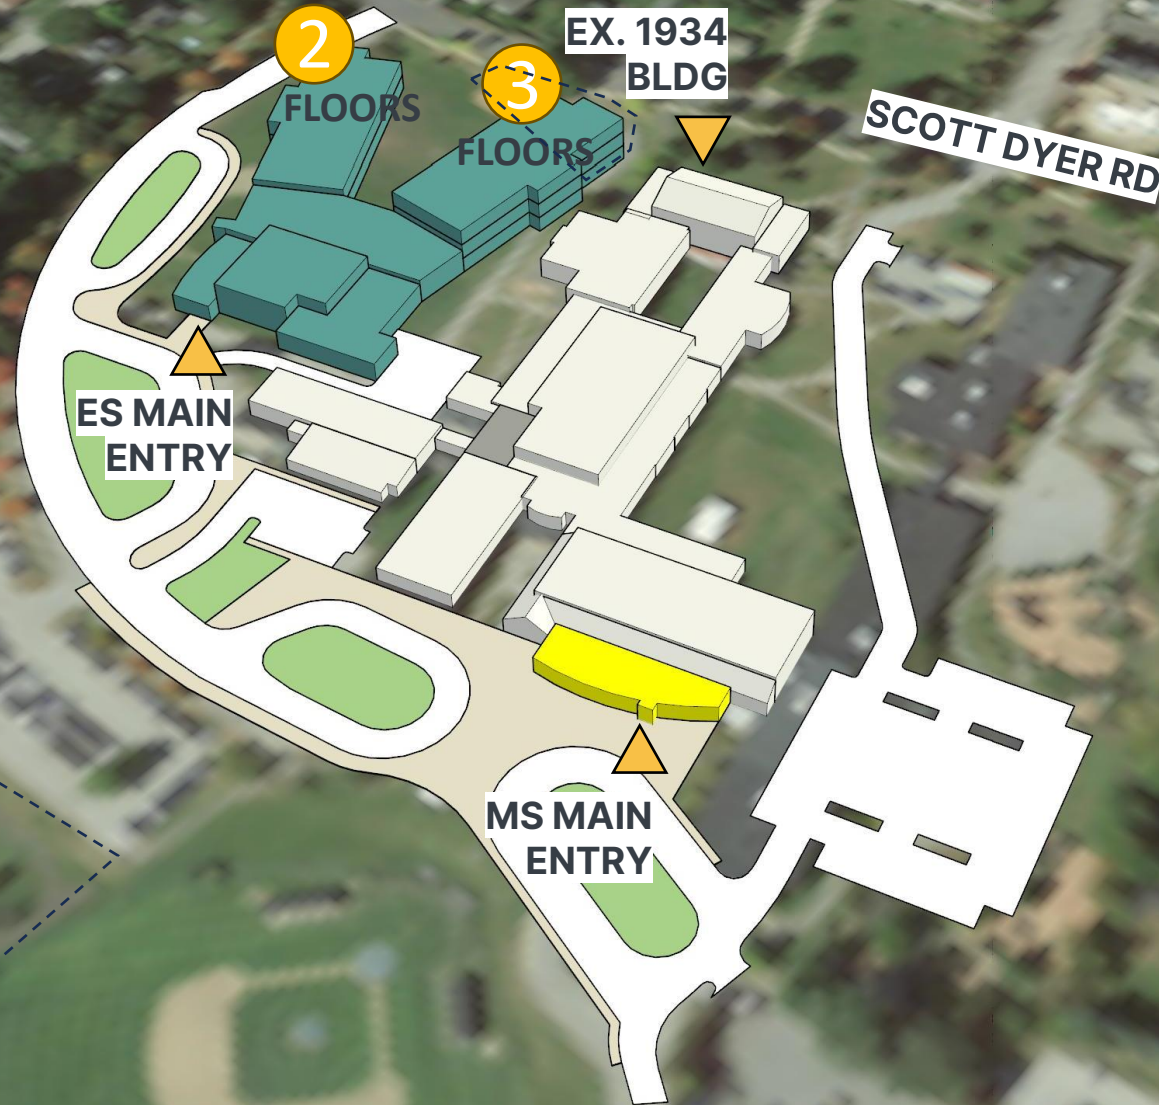 2
FLOORS
3
FLOORS
EX. 1934
BLDG
SCOTT DYER RD
ES MAIN
ENTRY
MS MAIN
ENTRY